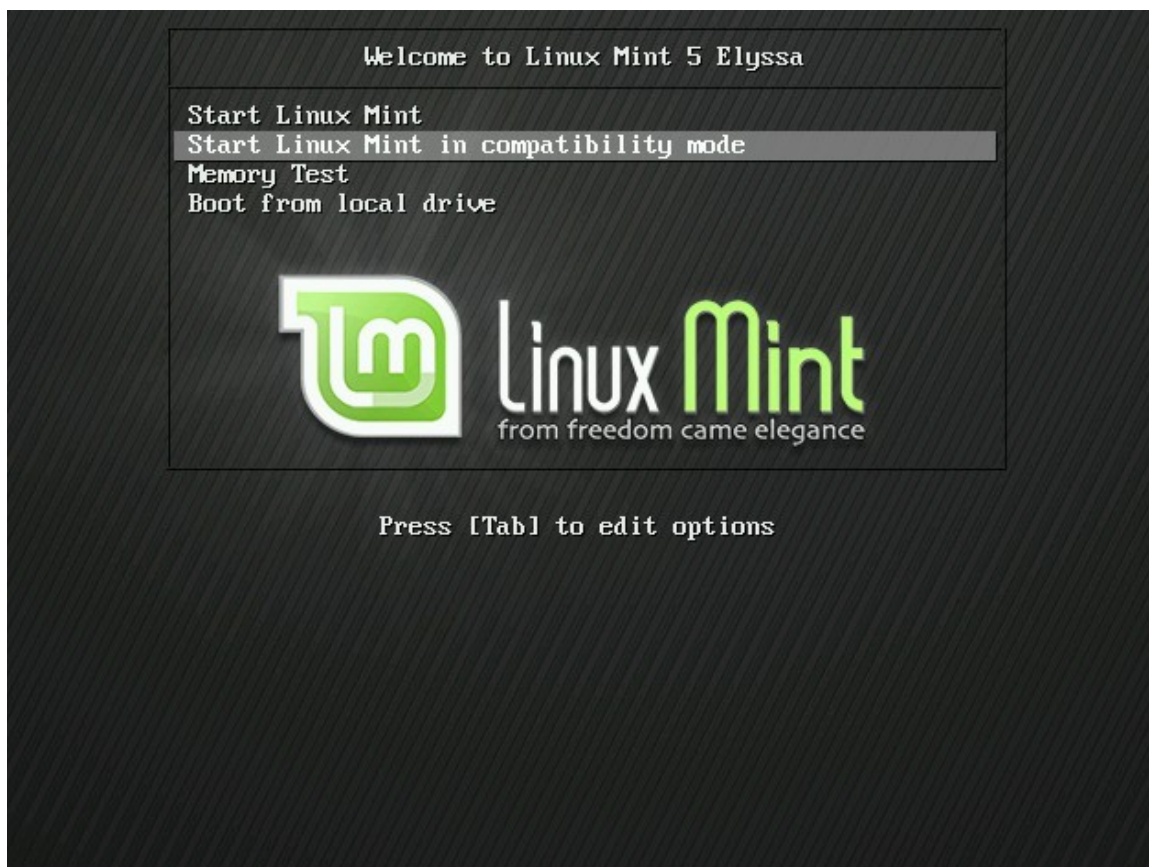 Welcome to Linux Mint 5 Elyssa
Start Linux Mint
Start Linux Mint in compatibility mode
Memory Test
Boot from local drive
lm Linux Mint
from freedom came elegance
Press [Tab] to edit options